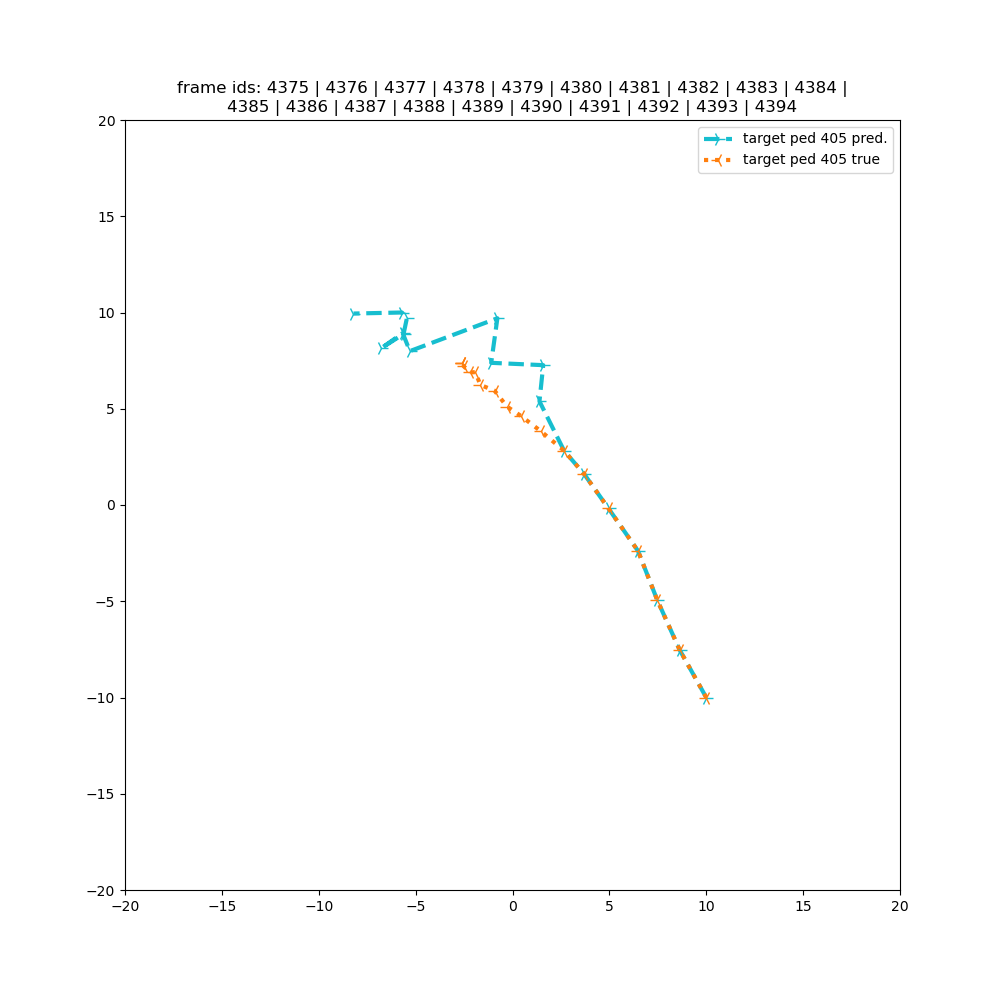 frame ids: 4375 | 4376 | 4377 | 4378 | 4379 | 4380 | 4381 | 4382 | 4383 | 4384 |
4385 | 4386 | 4387 | 4388 | 4389 | 4390 | 4391 | 4392 | 4393 | 4394
target ped 405 pred.
target ped 405 true
20
15
10
5
0
−5
−10
−15
−20
−20 −15 −10 −5 0 5 10 15 20